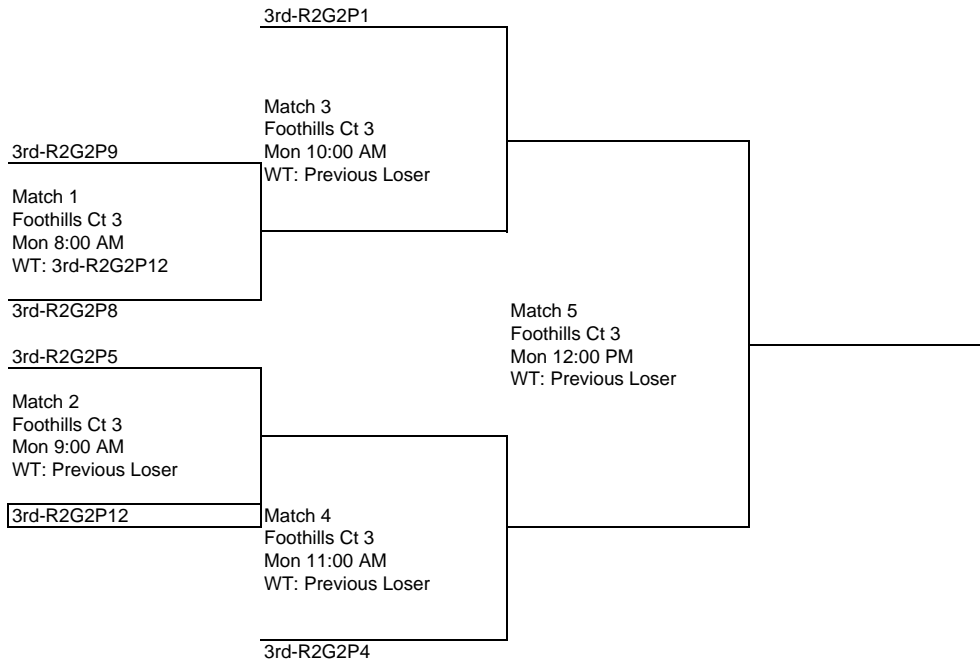 3rd-R2G2P1
Match 3
Foothills Ct 3
Mon 10:00 AM
WT: Previous Loser
3rd-R2G2P9
Match 1
Foothills Ct 3
Mon 8:00 AM
WT: 3rd-R2G2P12
3rd-R2G2P8
Match 5
Foothills Ct 3
Mon 12:00 PM
WT: Previous Loser
3rd-R2G2P5
Match 2
Foothills Ct 3
Mon 9:00 AM
WT: Previous Loser
3rd-R2G2P12
Match 4
Foothills Ct 3
Mon 11:00 AM
WT: Previous Loser
3rd-R2G2P4